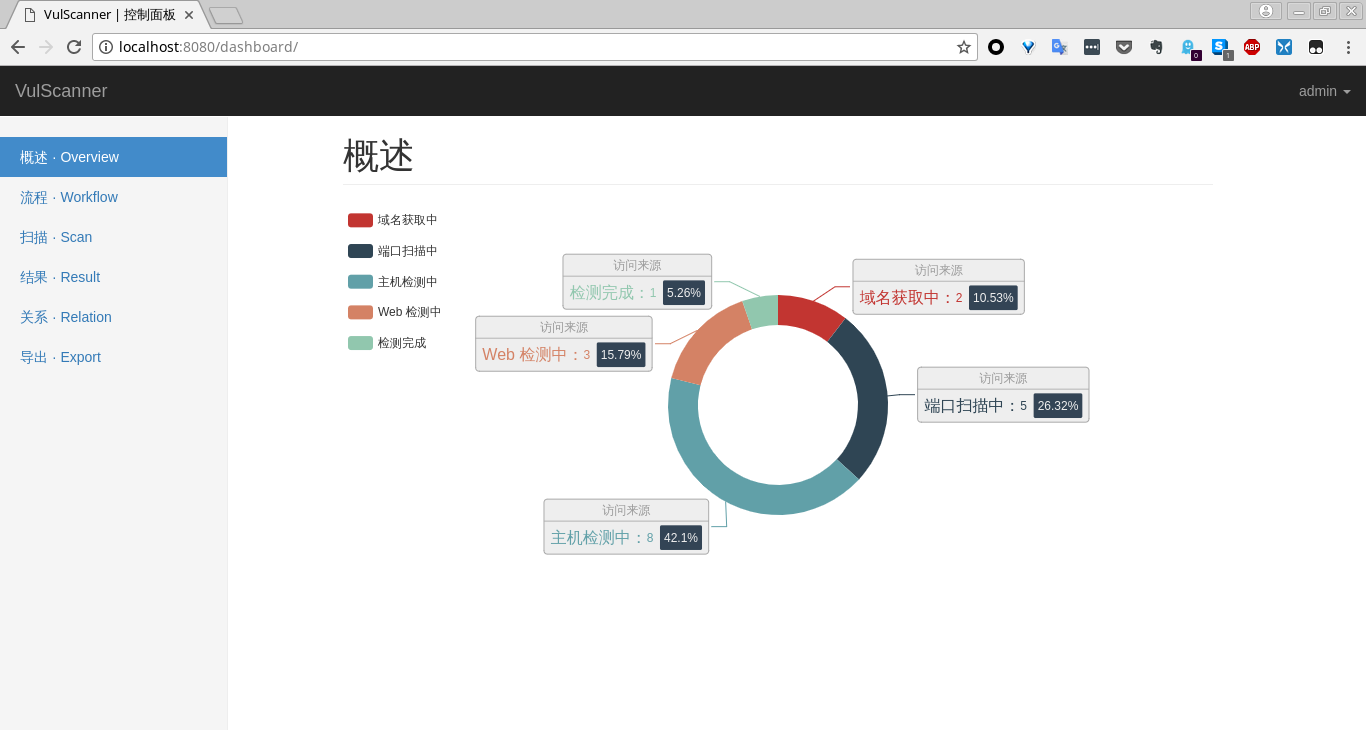 VulScanner | 控制面板
localhost:8080/dashboard/
ABP
0
1
VulScanner
admin
概述 · Overview
流程 · Workflow
扫描 · Scan
结果 · Result
关系 · Relation
导出 · Export
概述
域名获取中
端口扫描中
主机检测中
Web 检测中
检测完成
访问来源
检测完成：1 5.26%
访问来源
域名获取中：2 10.53%
访问来源
Web 检测中：3 15.79%
访问来源
端口扫描中：5 26.32%
访问来源
主机检测中：8 42.1%